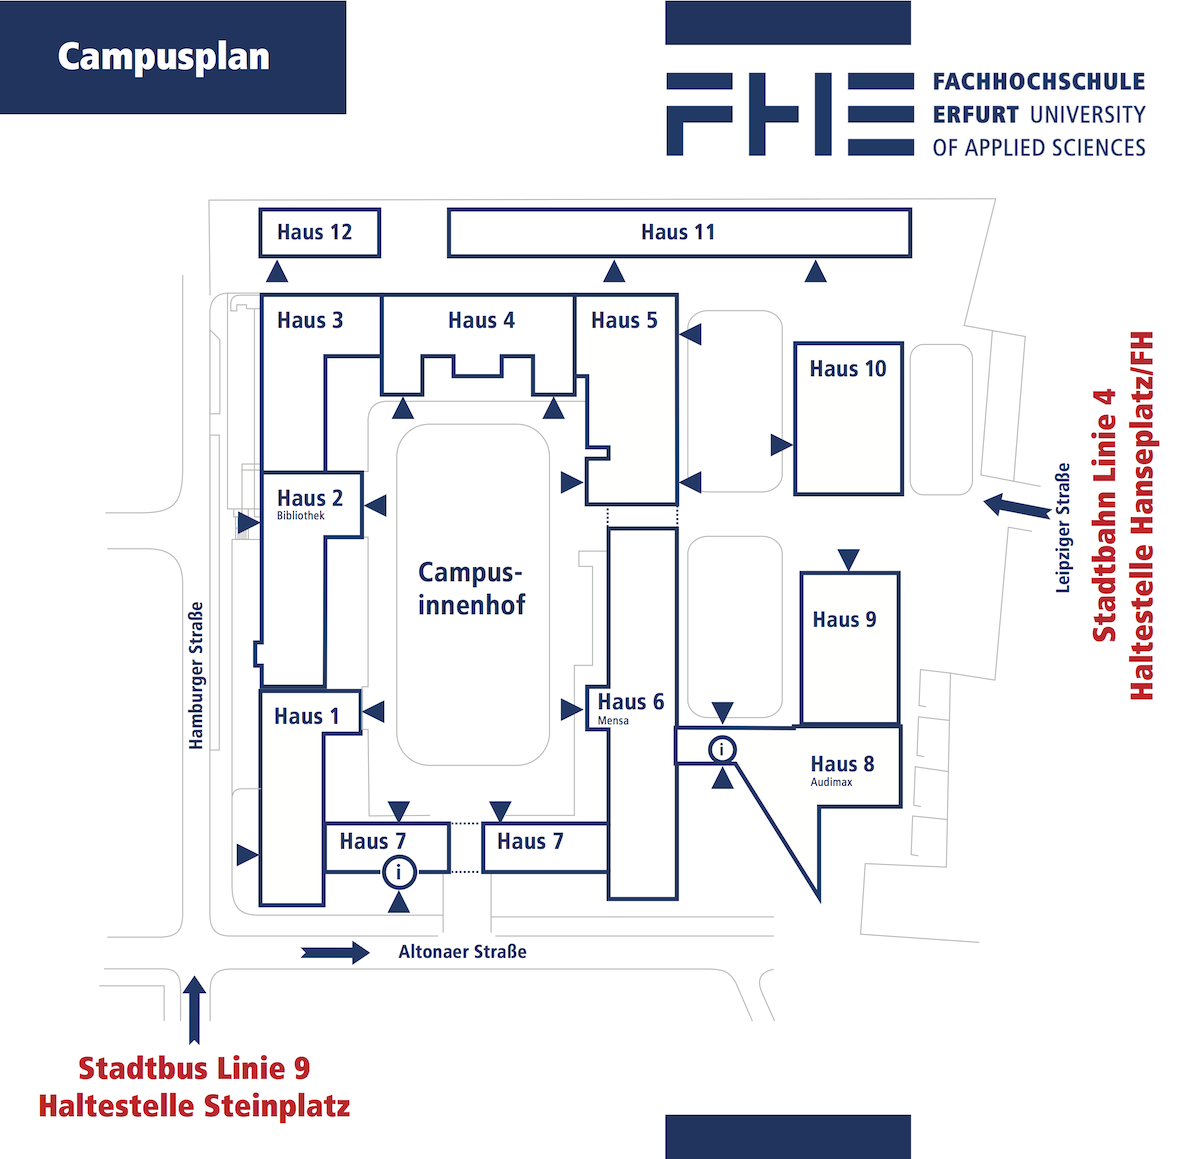 Campusplan
FHE
FACHHOCHSCHULE
ERFURT UNIVERSITY
OF APPLIED SCIENCES
Haus 12
Haus 11
Haus 3
Haus 4
Haus 5
Haus 10
Haus 2
Bibliothek
Campus-
innenhof
Haus 9
Haus 1
Haus 6
Mensa
i
Haus 8
Audimax
Haus 7
i
Haus 7
Hamburger Straße
Altonaer Straße
Leipziger Straße
Stadtbahn Linie 4
Haltestelle Hanseplatz/FH
Stadtbus Linie 9
Haltestelle Steinplatz